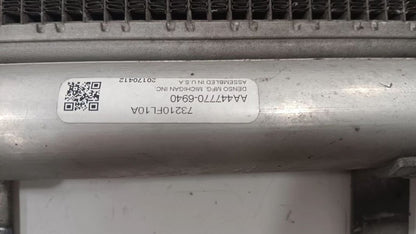 73210FL10A
AA447770-6940
DENSO MFG. MICHIGAN INC.
ASSEMBLED IN U.S.A.
20170412